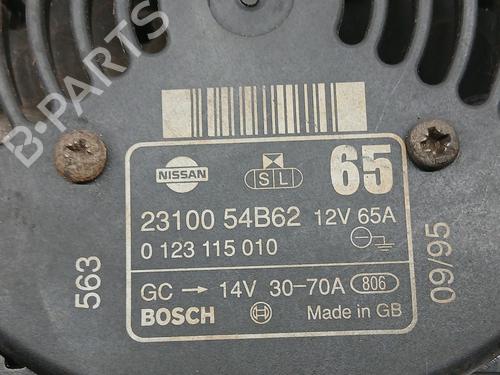 B-PARTS
NISSAN
S L
65
23100 54B62 12V 65A
0 123 115 010
GC → 14V 30-70A 806
BOSCH Made in GB
563
09/95